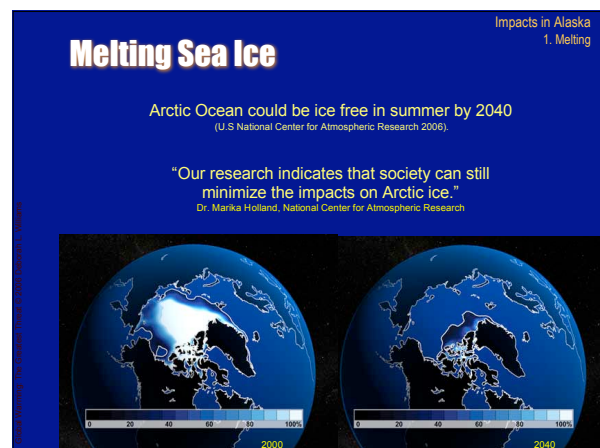 Impacts in Alaska
1. Melting
Melting Sea Ice
Arctic Ocean could be ice free in summer by 2040
(U.S National Center for Atmospheric Research 2006).
“Our research indicates that society can still
minimize the impacts on Arctic ice.”
Dr. Marika Holland, National Center for Atmospheric Research
0 20 40 60 80 100%
2000
0 20 40 60 80 100%
2040